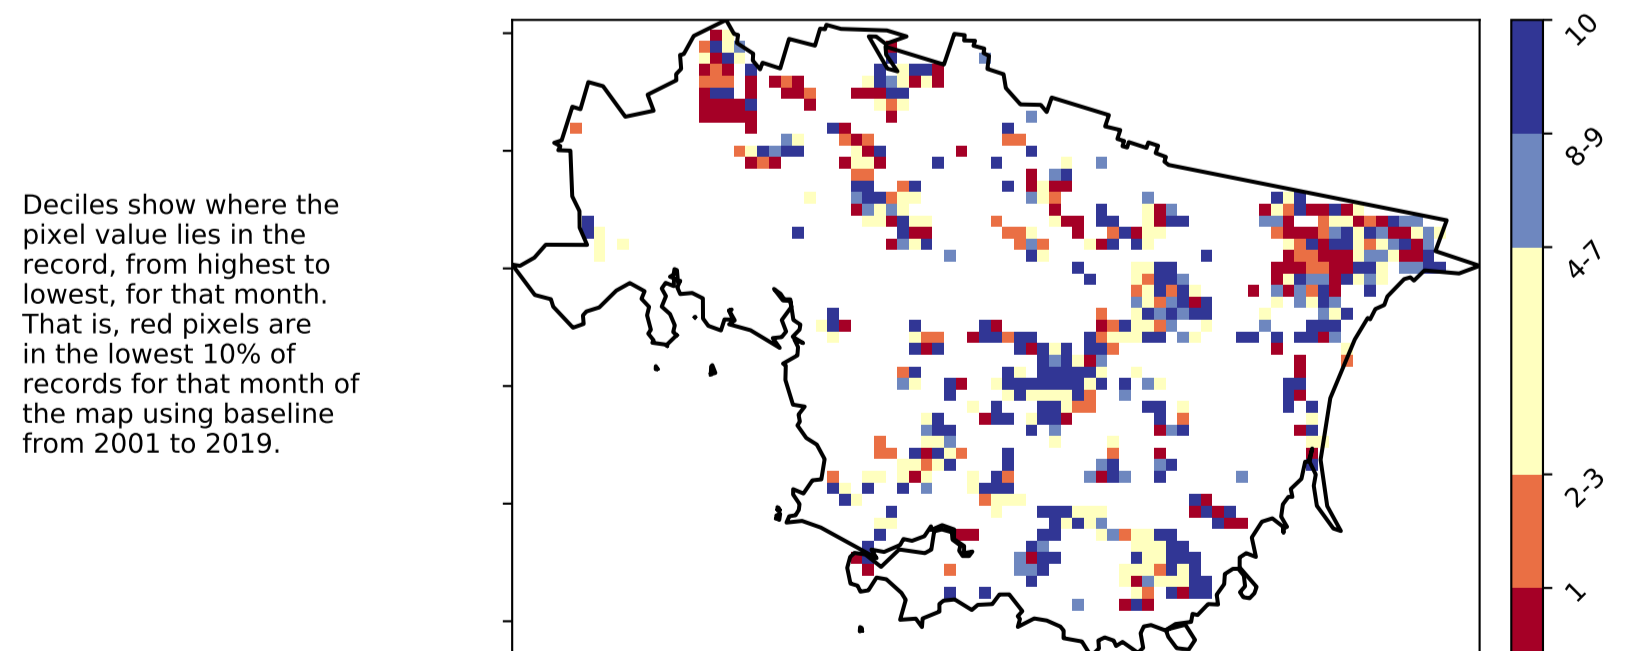 Deciles show where the
pixel value lies in the
record, from highest to
lowest, for that month.
That is, red pixels are
in the lowest 10% of
records for that month of
the map using baseline
from 2001 to 2019.
10
8-9
4-7
2-3
1